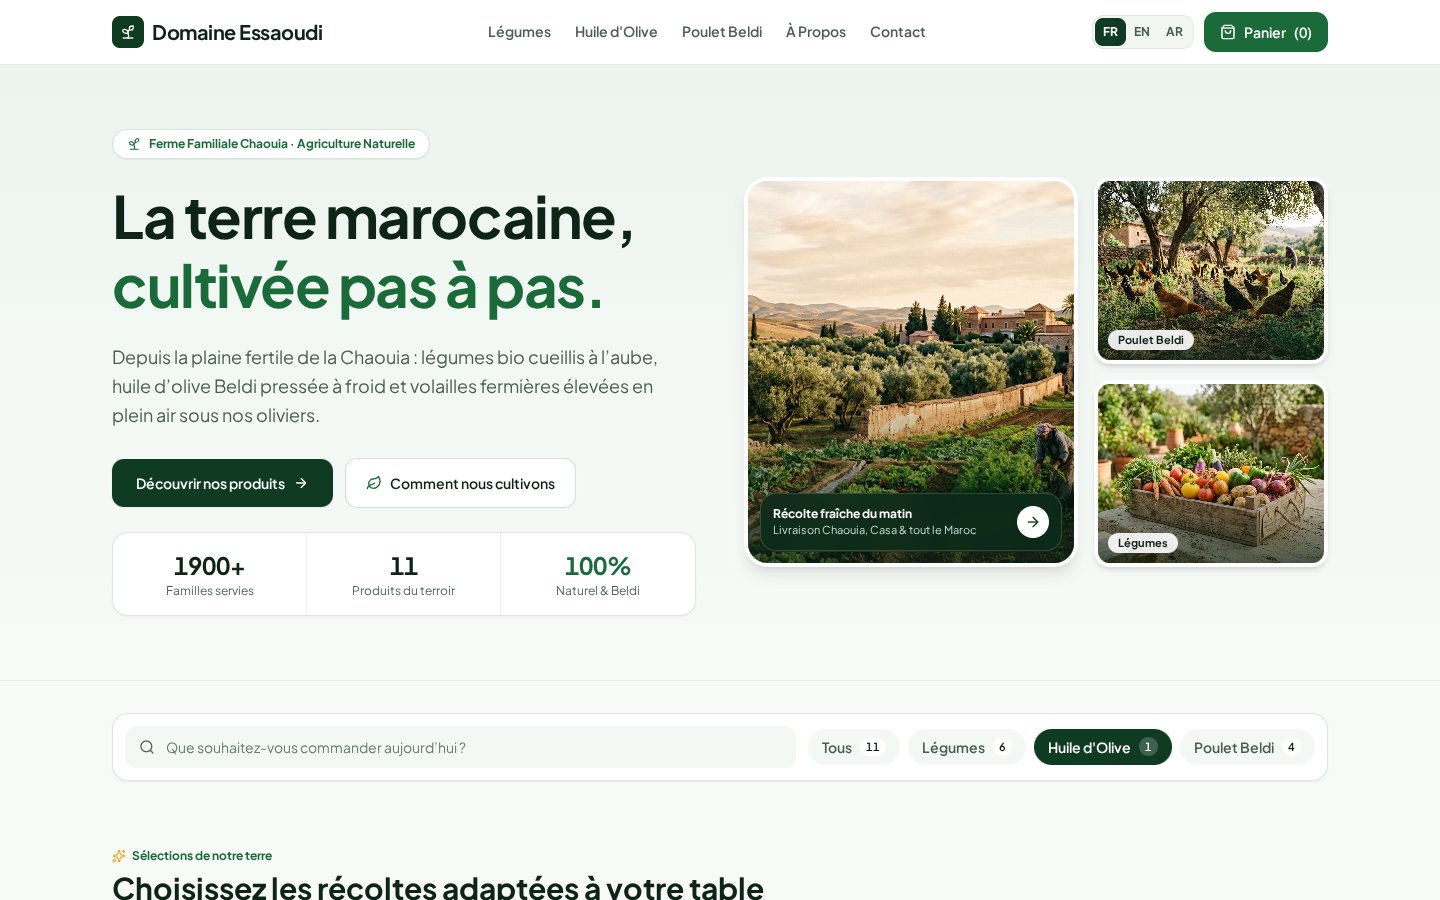 Domaine Essaoudi
Légumes
Huile d'Olive
Poulet Beldi
À Propos
Contact
FR
EN
AR
Panier (0)
Ferme Familiale Chaouia · Agriculture Naturelle
La terre marocaine,
cultivée pas à pas.
Depuis la plaine fertile de la Chaouia : légumes bio cueillis à l’aube,
huile d’olive Beldi pressée à froid et volailles fermières élevées en
plein air sous nos oliviers.
Découvrir nos produits
Comment nous cultivons
1900+
Familles servies
11
Produits du terroir
100%
Naturel & Beldi
Récolte fraîche du matin
Livraison Chaouia, Casa & tout le Maroc
Poulet Beldi
Légumes
Que souhaitez-vous commander aujourd’hui ?
Tous 11
Légumes 6
Huile d'Olive 1
Poulet Beldi 4
Sélections de notre terre
Choisissez les récoltes adaptées à votre table